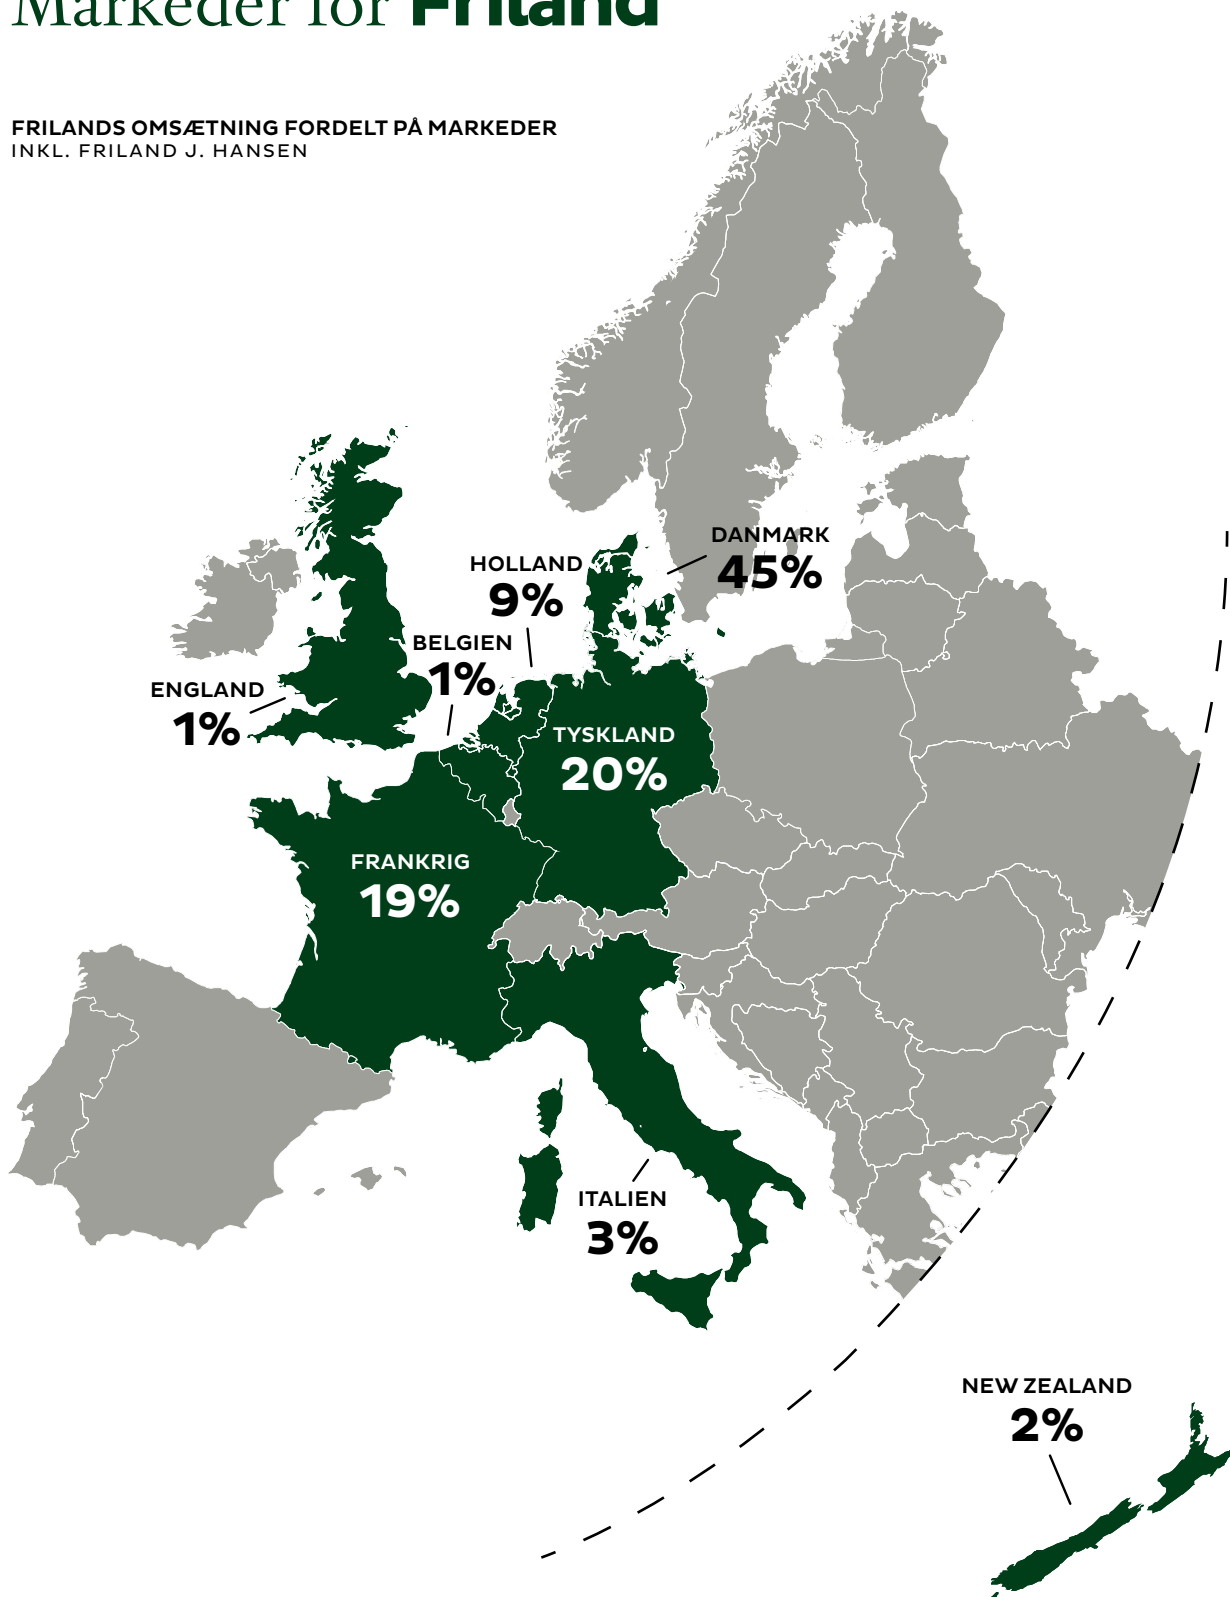 Markeder for Friland
FRILANDS OMSÆTNING FORDELT PÅ MARKEDER
INKL. FRILAND J. HANSEN
DANMARK
45%
HOLLAND
9%
BELGIEN
1%
ENGLAND
1%
TYSKLAND
20%
FRANKRIG
19%
ITALIEN
3%
NEW ZEALAND
2%